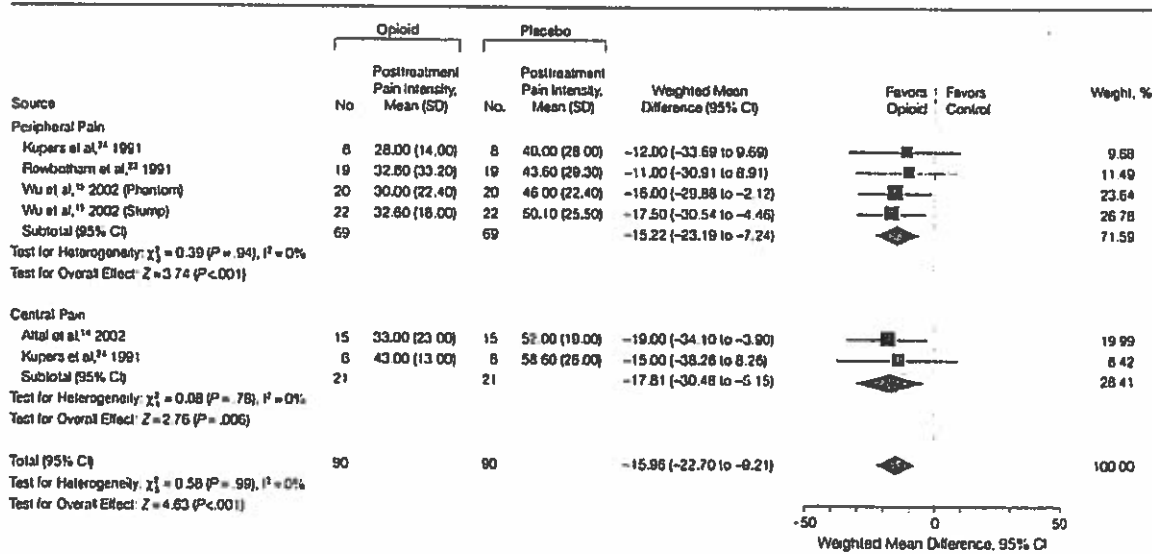 Opioid Placebo
Source No Posttreatment Pain Intensity, Mean (SD) No. Posttreatment Pain Intensity, Mean (SD) Weighted Mean Difference (95% CI) Favors Opioid Favors Control Weight, %
Peripheral Pain
Kupers et al,²⁴ 1991 8 28.00 (14.00) 8 40.00 (28.00) −12.00 (−33.69 to 9.69) 9.68
Rowbotham et al,²³ 1991 19 32.60 (33.20) 19 43.60 (29.30) −11.00 (−30.91 to 8.91) 11.49
Wu et al,¹⁵ 2002 (Phantom) 20 30.00 (22.40) 20 46.00 (22.40) −16.00 (−29.88 to −2.12) 23.64
Wu et al,¹⁵ 2002 (Stump) 22 32.60 (18.00) 22 50.10 (25.50) −17.50 (−30.54 to −4.46) 26.78
Subtotal (95% CI) 69 69 −15.22 (−23.19 to −7.24) 71.59
Test for Heterogeneity: χ²₃ = 0.39 (P = .94), I² = 0%
Test for Overall Effect: Z = 3.74 (P<.001)
Central Pain
Attal et al,¹⁴ 2002 15 33.00 (23.00) 15 52.00 (19.00) −19.00 (−34.10 to −3.90) 19.99
Kupers et al,²⁴ 1991 6 43.00 (13.00) 6 −15.00 (−38.26 to 8.26) 6.42
Subtotal (95% CI) 21 21 −17.81 (−30.48 to −5.15) 28.41
Test for Heterogeneity: χ²₁ = 0.08 (P = .78), I² = 0%
Test for Overall Effect: Z = 2.76 (P = .006)
Total (95% CI) 90 90 −15.96 (−22.70 to −9.21) 100.00
Test for Heterogeneity: = 0.58 (P = .99), I² = 0%
Test for Overall Effect: Z = 4.63 (P<.001)
−50 0 50
Weighted Mean Difference, 95% CI